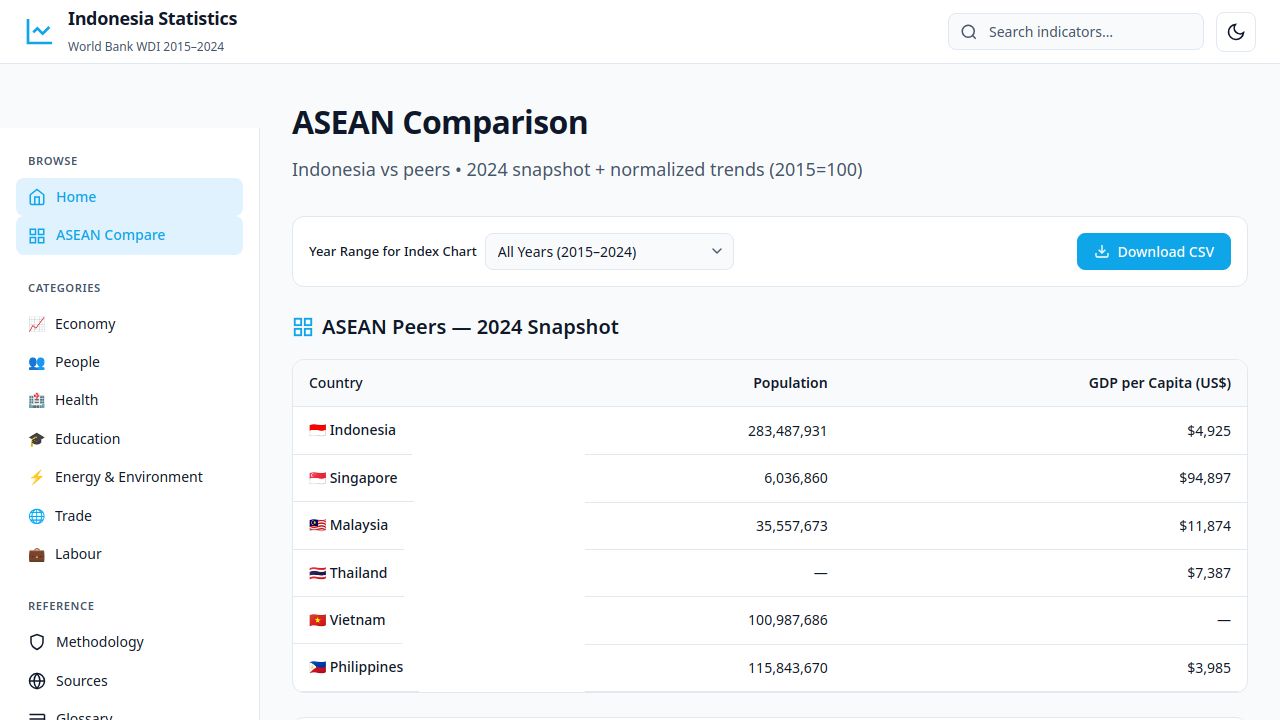 Indonesia Statistics
World Bank WDI 2015–2024
Search indicators...
BROWSE
Home
ASEAN Compare
CATEGORIES
Economy
People
Health
Education
Energy & Environment
Trade
Labour
REFERENCE
Methodology
Sources
Glossary
ASEAN Comparison
Indonesia vs peers • 2024 snapshot + normalized trends (2015=100)
Year Range for Index Chart All Years (2015–2024) Download CSV
ASEAN Peers — 2024 Snapshot
Country Population GDP per Capita (US$)
Indonesia 283,487,931 $4,925
Singapore 6,036,860 $94,897
Malaysia 35,557,673 $11,874
Thailand — $7,387
Vietnam 100,987,686 —
Philippines 115,843,670 $3,985